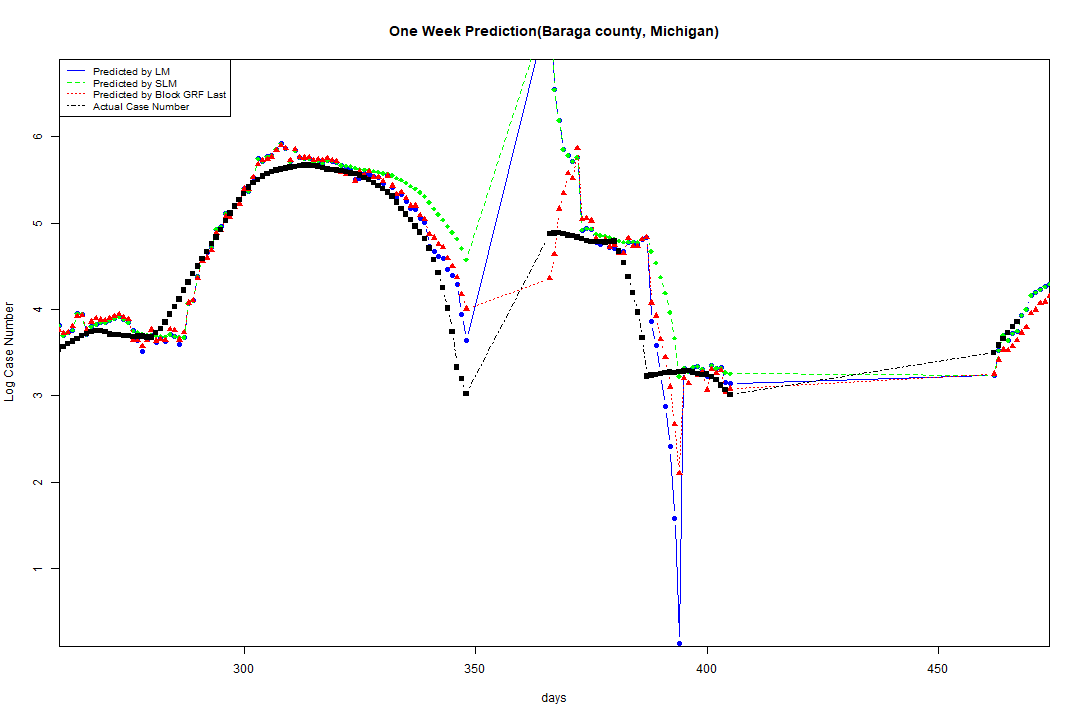 One Week Prediction(Baraga county, Michigan)
Predicted by LM
Predicted by SLM
Predicted by Block GRF Last
Actual Case Number
Log Case Number
6
5
4
3
2
1
300
350
400
450
days